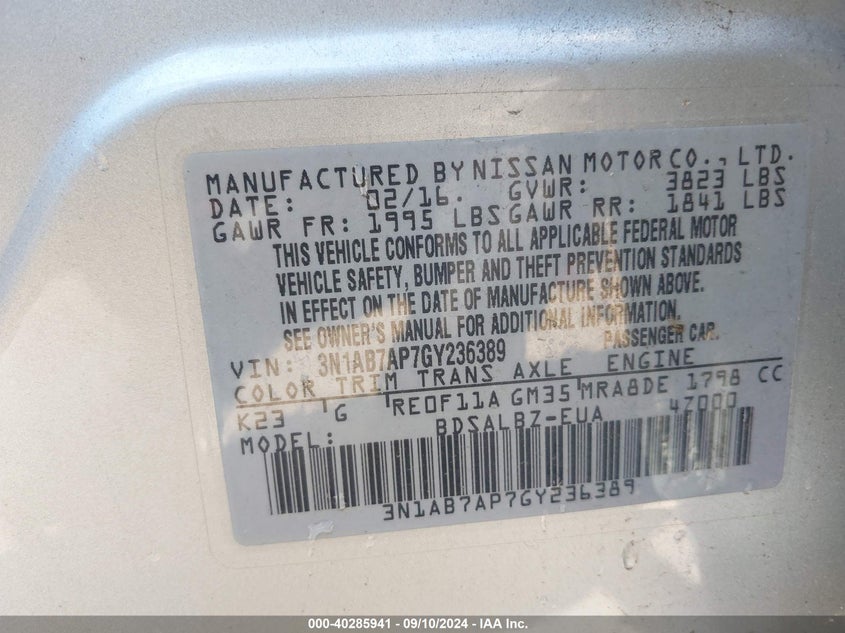 MANUFACTURED BY NISSAN MOTOR CO., LTD.
DATE: 02/16. GVWR: 3823 LBS
GAWR FR: 1995 LBS GAWR RR: 1841 LBS
THIS VEHICLE CONFORMS TO ALL APPLICABLE FEDERAL MOTOR
VEHICLE SAFETY, BUMPER AND THEFT PREVENTION STANDARDS
IN EFFECT ON THE DATE OF MANUFACTURE SHOWN ABOVE.
SEE OWNER'S MANUAL FOR ADDITIONAL INFORMATION.
VIN: 3N1AB7AP7GY236389 PASSENGER CAR.
COLOR TRIM TRANS AXLE ENGINE
K23 G RE0F11A GM35 MRA8DE 1798 CC
MODEL: BDSALBZ-EUA 4Z000
3N1AB7AP7GY236389
000-40285941 - 09/10/2024 - IAA Inc.